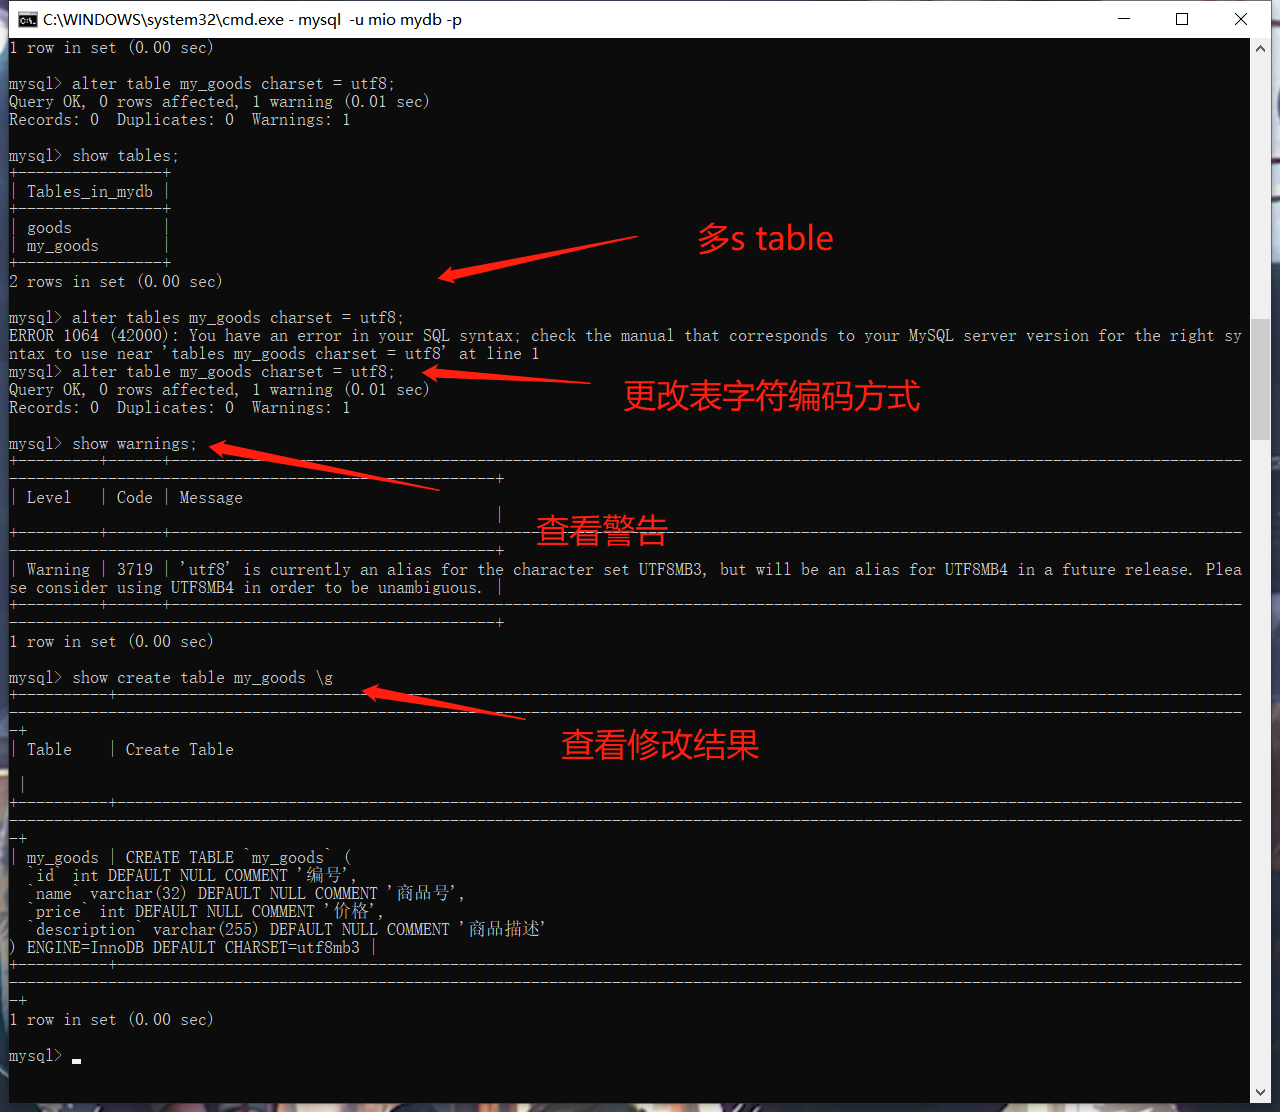 C:\WINDOWS\system32\cmd.exe - mysql  -u mio mydb -p
1 row in set (0.00 sec)
mysql> alter table my_goods charset = utf8;
Query OK, 0 rows affected, 1 warning (0.01 sec)
Records: 0  Duplicates: 0  Warnings: 1
mysql> show tables;
+----------------+
| Tables_in_mydb |
+----------------+
| goods          |
| my_goods       |
+----------------+
2 rows in set (0.00 sec)
多s table
mysql> alter tables my_goods charset = utf8;
ERROR 1064 (42000): You have an error in your SQL syntax; check the manual that corresponds to your MySQL server version for the right sy
ntax to use near 'tables my_goods charset = utf8' at line 1
mysql> alter table my_goods charset = utf8;
Query OK, 0 rows affected, 1 warning (0.01 sec)
Records: 0  Duplicates: 0  Warnings: 1
更改表字符编码方式
mysql> show warnings;
| Level   | Code | Message
|
查看警告
| Warning | 3719 | 'utf8' is currently an alias for the character set UTF8MB3, but will be an alias for UTF8MB4 in a future release. Plea
se consider using UTF8MB4 in order to be unambiguous. |
1 row in set (0.00 sec)
mysql> show create table my_goods \g
| Table    | Create Table
|
查看修改结果
| my_goods | CREATE TABLE `my_goods` (
`id` int DEFAULT NULL COMMENT '编号',
`name` varchar(32) DEFAULT NULL COMMENT '商品号',
`price` int DEFAULT NULL COMMENT '价格',
`description` varchar(255) DEFAULT NULL COMMENT '商品描述'
) ENGINE=InnoDB DEFAULT CHARSET=utf8mb3 |
1 row in set (0.00 sec)
mysql>